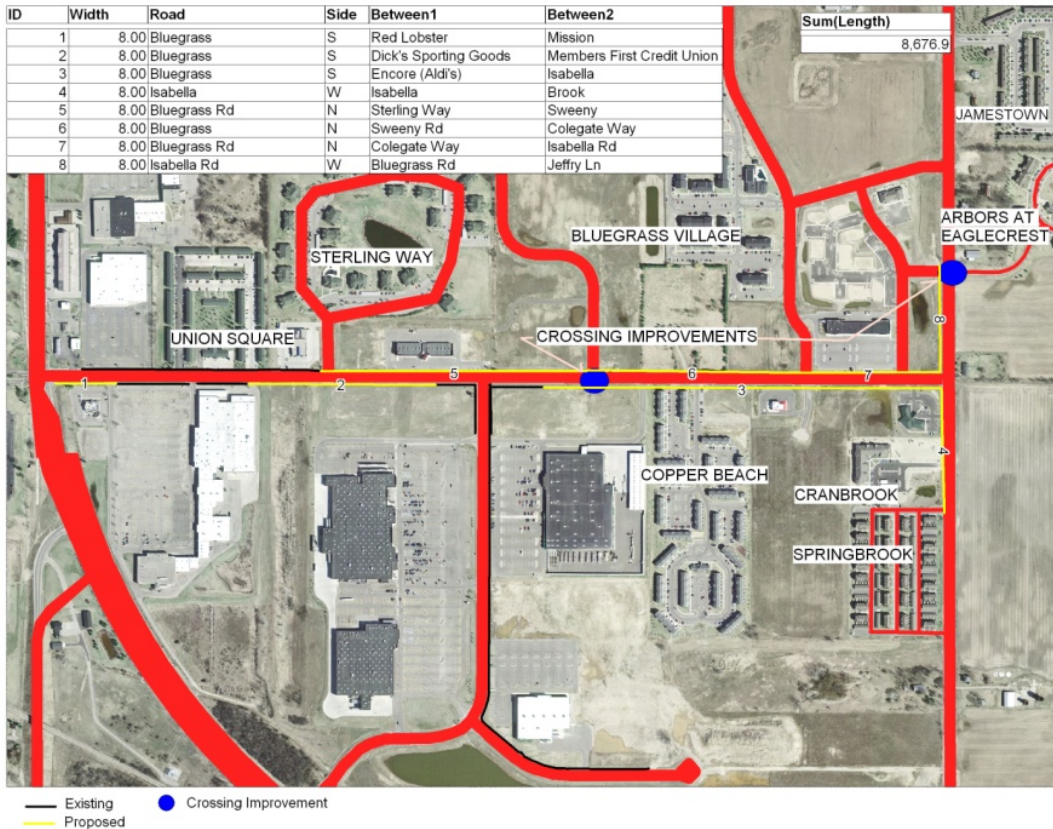 ID Width Road Side Between1 Between2
1 8.00 Bluegrass S Red Lobster Mission
2 8.00 Bluegrass S Dick's Sporting Goods Members First Credit Union
3 8.00 Bluegrass S Encore (Aldi's) Isabella
4 8.00 Isabella W Isabella Brook
5 8.00 Bluegrass Rd N Sterling Way Sweeny
6 8.00 Bluegrass N Sweeny Rd Colegate Way
7 8.00 Bluegrass Rd N Colegate Way Isabella Rd
8 8.00 Isabella Rd W Bluegrass Rd Jeffry Ln
Sum(Length)
8,676.9
JAMESTOWN
ARBORS AT
EAGLECREST
BLUEGRASS VILLAGE
STERLING WAY
8
UNION SQUARE
CROSSING IMPROVEMENTS
1
2
5
6
3
7
4
COPPER BEACH
CRANBROOK
SPRINGBROOK
Existing
Crossing Improvement
Proposed